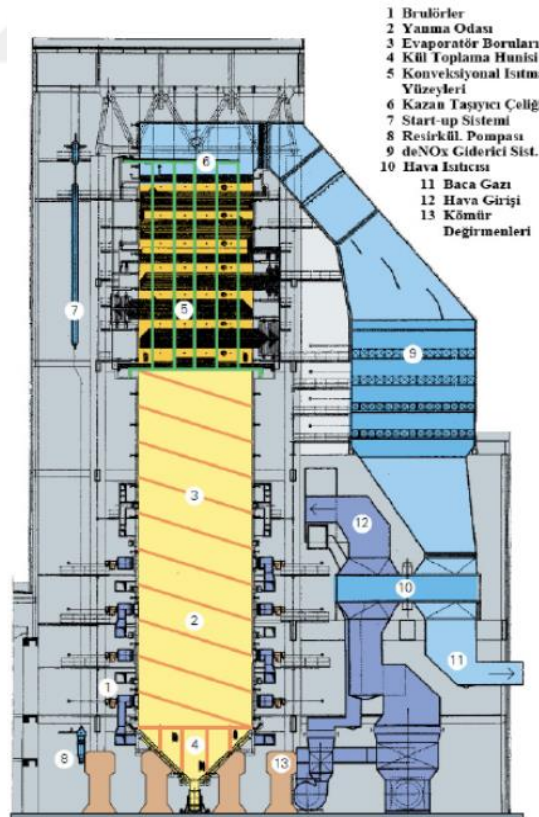 1 Brulörler
2 Yanma Odası
3 Evaporatör Boruları
4 Kül Toplama Hunisi
5 Konveksiyonal Isıtma
Yüzeyleri
6 Kazan Taşıyıcı Çeliği
7 Start-up Sistemi
8 Resirkül. Pompası
9 deNOx Giderici Sist.
10 Hava Isıtıcısı
11 Baca Gazı
12 Hava Girişi
13 Kömür
Değirmenleri
6
5
7
9
3
12
10
2
11
1
4
8
13